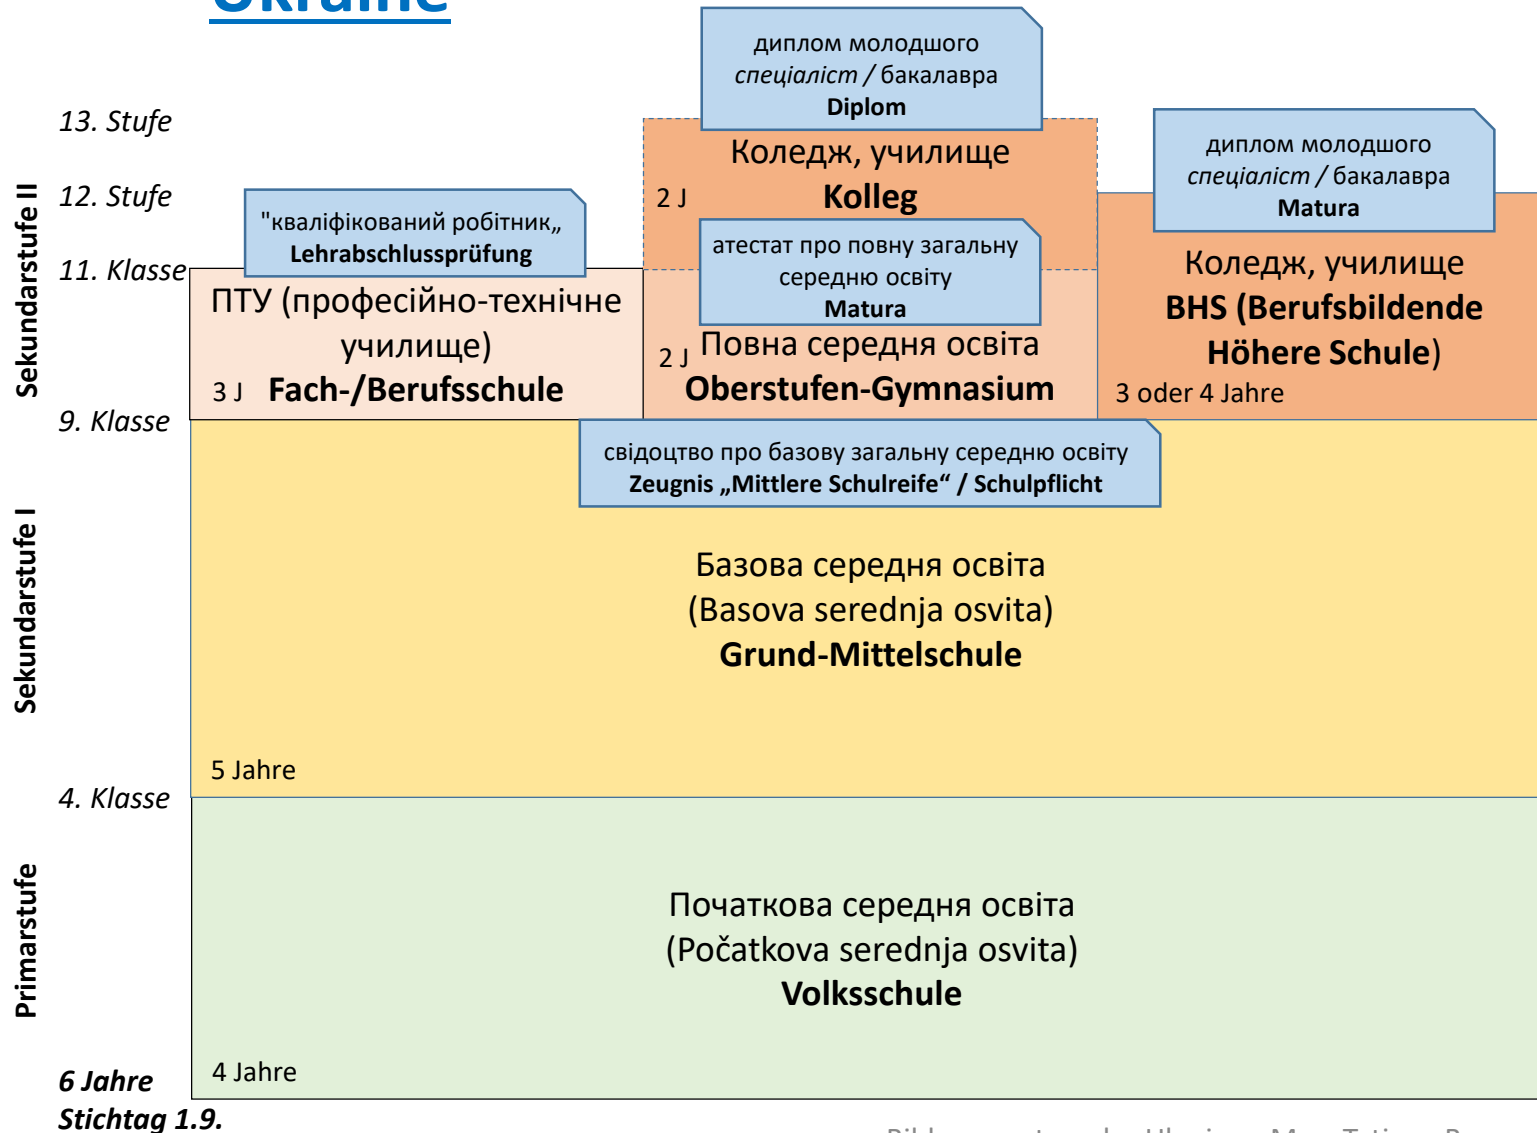 Ukraine
диплом молодшого
спеціаліст / бакалавра
Diplom
13. Stufe
Коледж, училище
2 J
Kolleg
диплом молодшого
спеціаліст / бакалавра
Matura
12. Stufe
Sekundarstufe II
"кваліфікований робітник„
Lehrabschlussprüfung
атестат про повну загальну
середню освіту
Matura
11. Klasse
ПТУ (професійно-технічне
училище)
3 J
Fach-/Berufsschule
2 J
Повна середня освіта
Oberstufen-Gymnasium
Коледж, училище
BHS (Berufsbildende
Höhere Schule)
3 oder 4 Jahre
9. Klasse
свідоцтво про базову загальну середню освіту
Zeugnis „Mittlere Schulreife“ / Schulpflicht
Sekundarstufe I
Базова середня освіта
(Basova serednja osvita)
Grund-Mittelschule
5 Jahre
4. Klasse
Primarstufe
Початкова середня освіта
(Počatkova serednja osvita)
Volksschule
4 Jahre
6 Jahre
Stichtag 1.9.